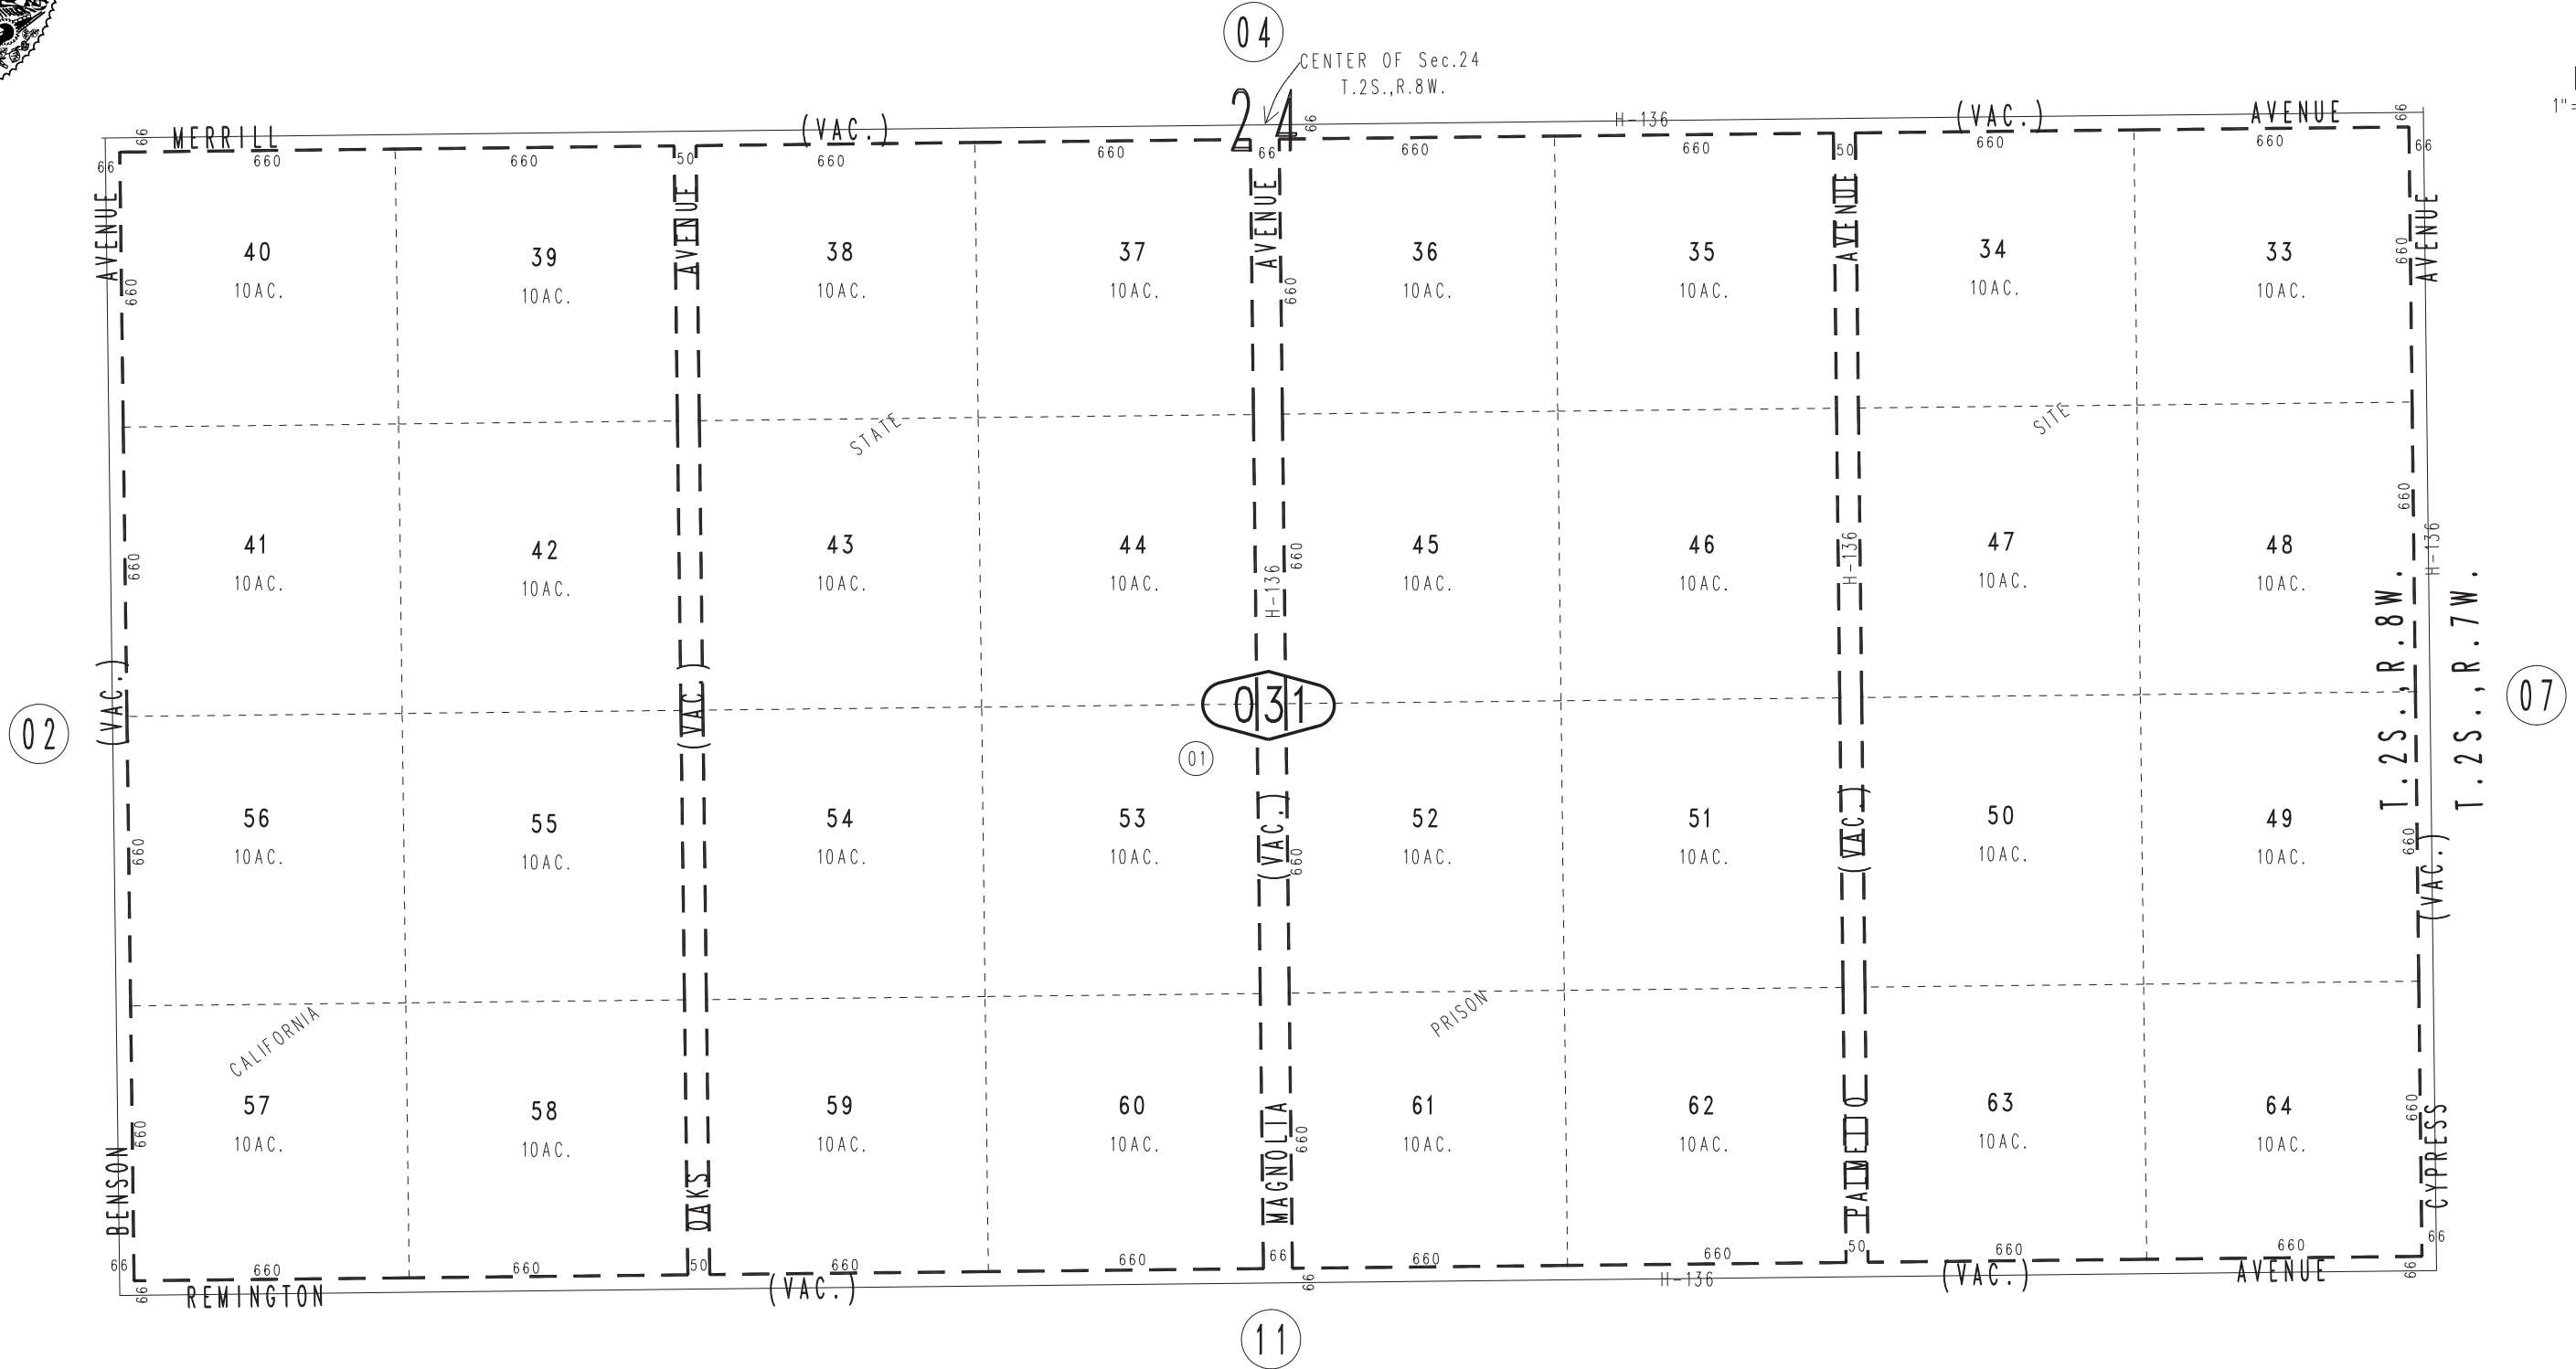 04
CENTER OF Sec.24
T.2S.,R.8W.
1"=
24
MERRILL (VAC.) H-136 (VAC.) AVENUE
66 66 66 66
66 660 660 50 660 660 66 660 660 50 660 660 66
AVENUE AVENUE AVENUE AVENUE AVENUE
40 39 38 37 36 35 34 33
10AC. 10AC. 10AC. 10AC. 10AC. 10AC. 10AC. 10AC.
660 660 660
STATE SITE
41 42 43 44 45 46 47 48
10AC. 10AC. 10AC. 10AC. 10AC. 10AC. 10AC. 10AC.
660 660 660
H-136 H-136 H-136
T.2S.,R.8W.
T.2S.,R.7W.
02 (VAC.) (VAC.) 031 07
01
(VAC.) (VAC.) (VAC.)
56 55 54 53 52 51 50 49
10AC. 10AC. 10AC. 10AC. 10AC. 10AC. 10AC. 10AC.
660 660 660
CALIFORNIA PRISON
57 58 59 60 61 62 63 64
10AC. 10AC. 10AC. 10AC. 10AC. 10AC. 10AC. 10AC.
660 660 660
BENSON OAKS MAGNOLIA PALMETTO CYPRESS
66 660 660 50 660 660 66 660 660 50 660 660 66
66 66 66
REMINGTON (VAC.) H-136 (VAC.) AVENUE
11